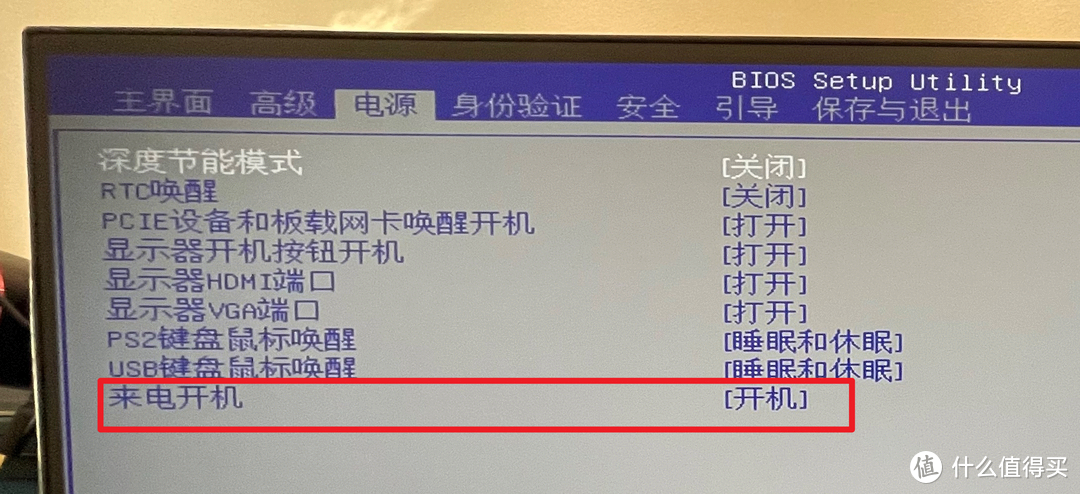 BIOS Setup Utility
主界面 高级 电源 身份验证 安全 引导 保存与退出
深度节能模式 [关闭]
RTC唤醒 [关闭]
PCIE设备和板载网卡唤醒开机 [打开]
显示器开机按钮开机 [打开]
显示器HDMI端口 [打开]
显示器VGA端口 [打开]
PS2键盘鼠标唤醒 [睡眠和休眠]
USB键盘鼠标唤醒 [睡眠和休眠]
来电开机 [开机]
值 什么值得买